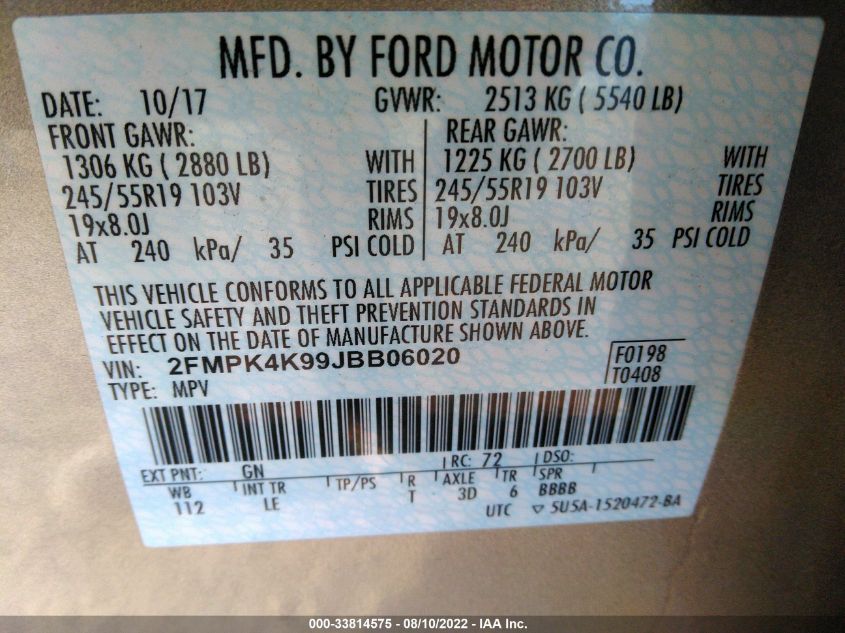 MFD. BY FORD MOTOR CO.
DATE: 10/17 GVWR: 2513 KG ( 5540 LB)
FRONT GAWR: REAR GAWR:
1306 KG ( 2880 LB) WITH 1225 KG ( 2700 LB) WITH
245/55R19 103V TIRES 245/55R19 103V TIRES
19x8.0J RIMS 19x8.0J RIMS
AT 240 kPa/ 35 PSI COLD AT 240 kPa/ 35 PSI COLD
THIS VEHICLE CONFORMS TO ALL APPLICABLE FEDERAL MOTOR
VEHICLE SAFETY AND THEFT PREVENTION STANDARDS IN
EFFECT ON THE DATE OF MANUFACTURE SHOWN ABOVE.
VIN: 2FMPK4K99JBB06020 F0198
TYPE: MPV T0408
EXT PNT: GN RC: 72 DSO:
WB INT TR TP/PS R AXLE TR SPR
112 LE T 3D 6 BBBB
UTC ▽ 5U5A-1520472-BA
000-33814575 - 08/10/2022 - IAA Inc.